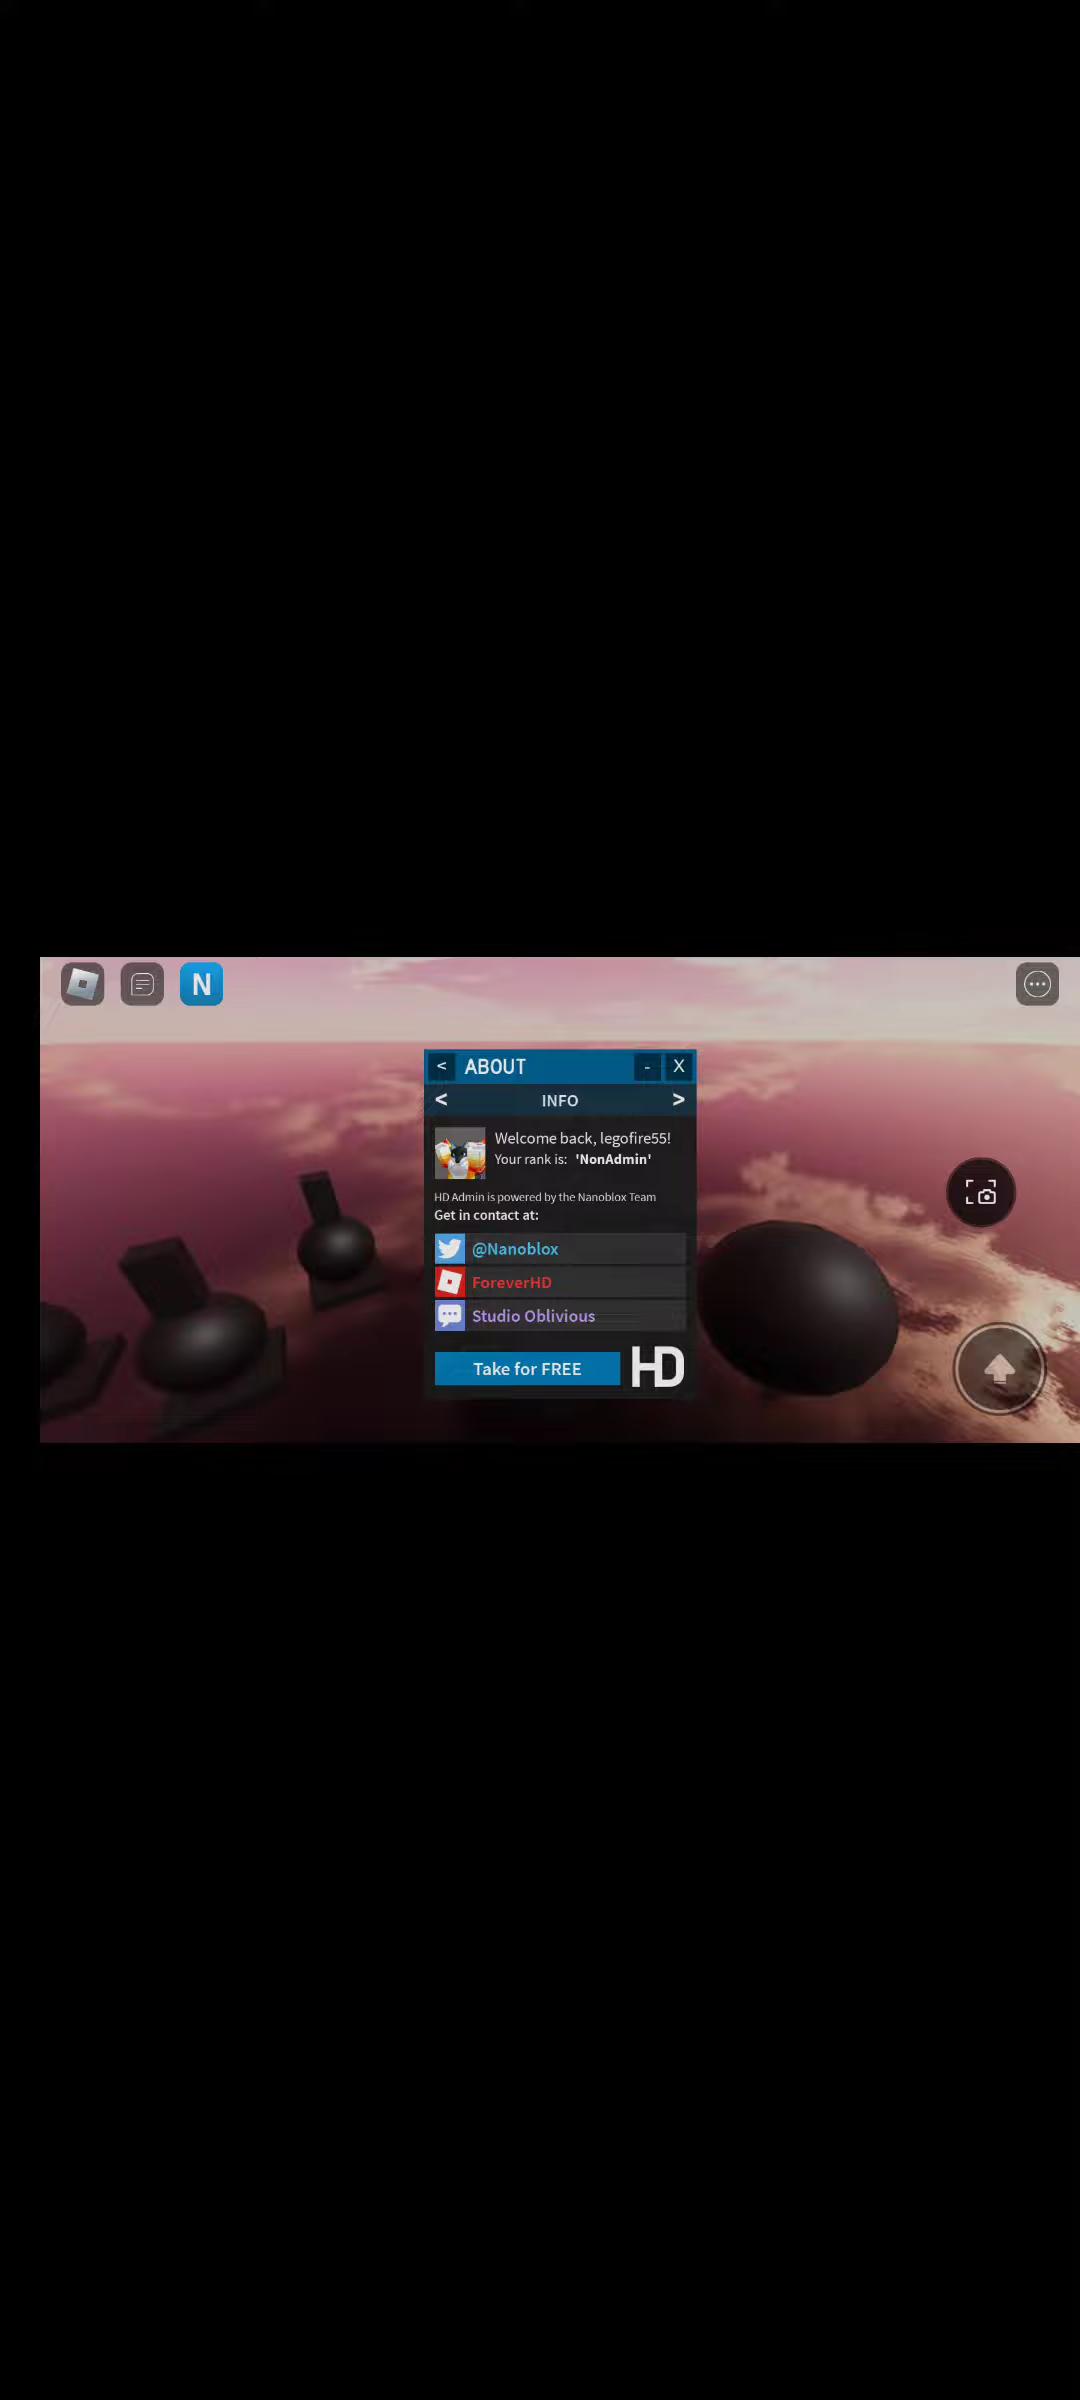 N
< ABOUT - X
< INFO >
Welcome back, legofire55!
Your rank is: 'NonAdmin'
HD Admin is powered by the Nanoblox Team
Get in contact at:
@Nanoblox
ForeverHD
Studio Oblivious
Take for FREE HD